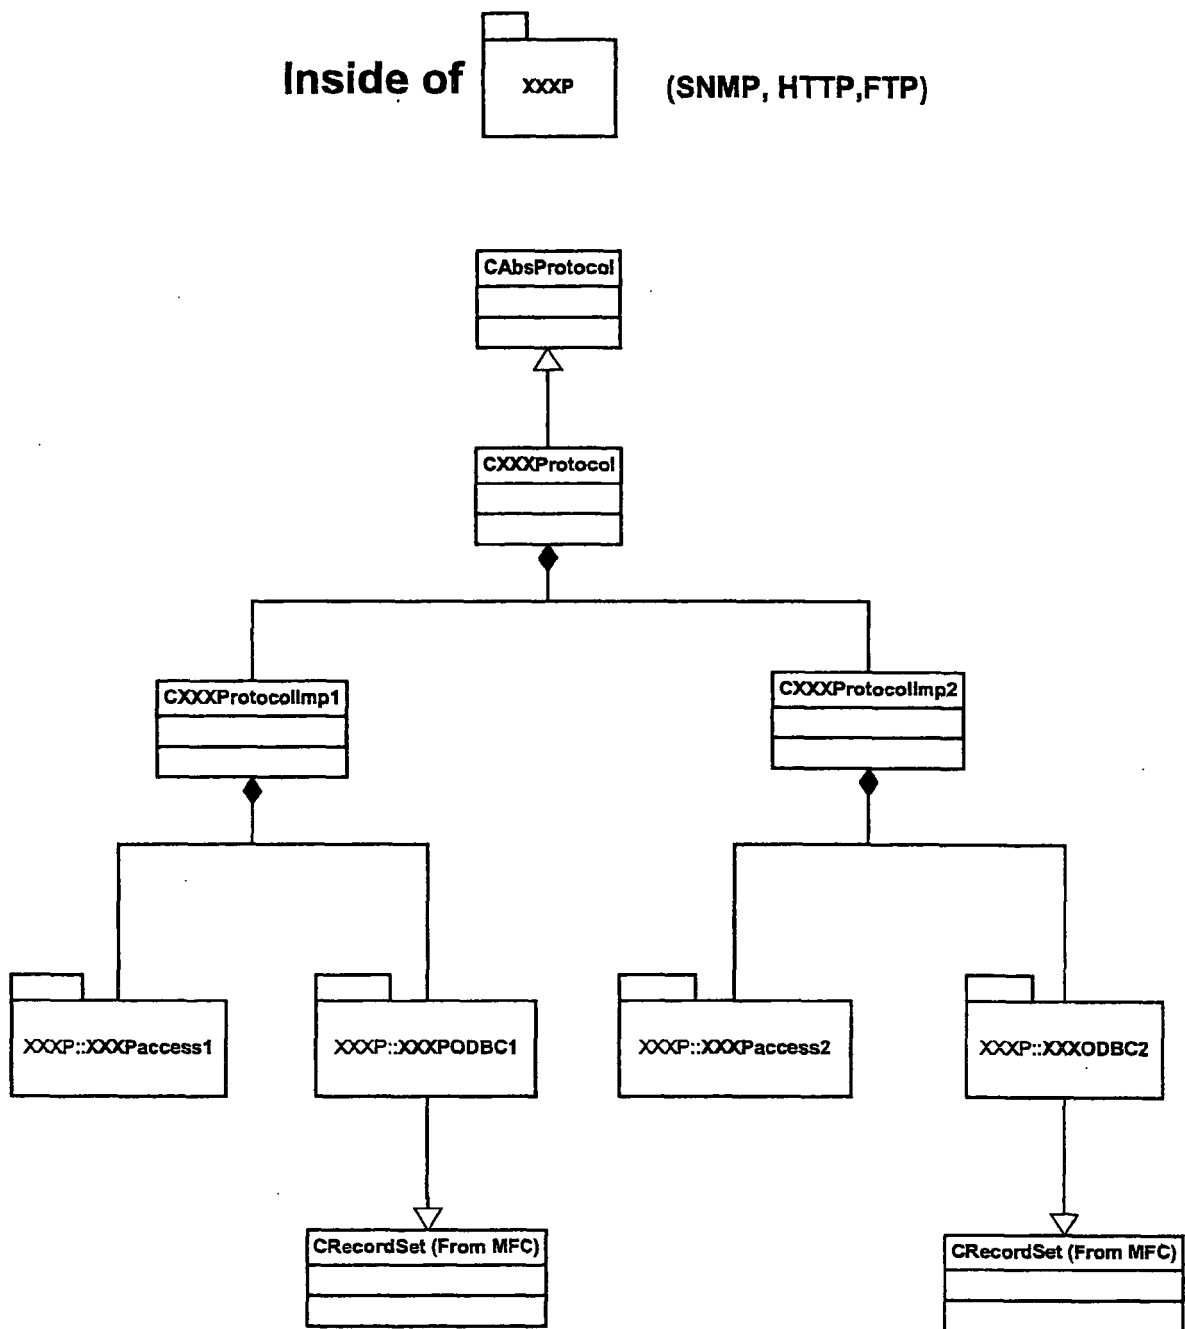 Inside of XXXP (SNMP, HTTP,FTP)
CAbsProtocol
CXXXProtocol
CXXXProtocolImp1
CXXXProtocolImp2
XXXP::XXXPaccess1
XXXP::XXXPODBC1
XXXP::XXXPaccess2
XXXP::XXXODBC2
CRecordSet (From MFC)
CRecordSet (From MFC)